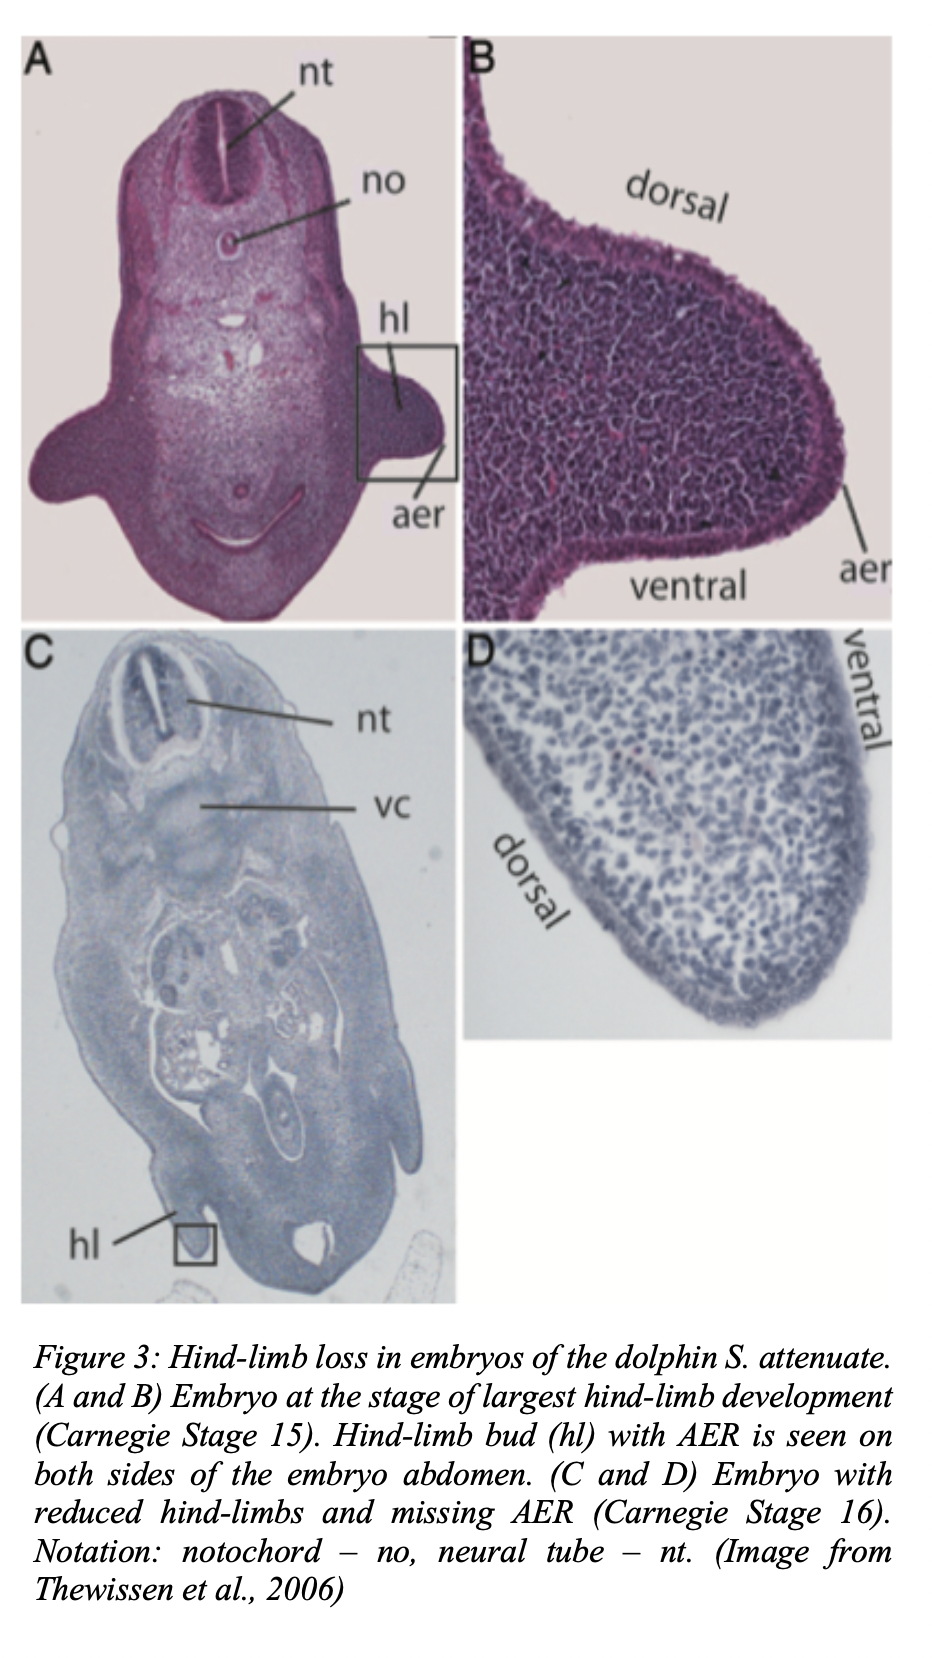 A
nt
no
hl
aer
B
dorsal
ventral
aer
C
nt
vc
hl
D
ventral
dorsal
Figure 3: Hind-limb loss in embryos of the dolphin S. attenuate.
(A and B) Embryo at the stage of largest hind-limb development
(Carnegie Stage 15). Hind-limb bud (hl) with AER is seen on
both sides of the embryo abdomen. (C and D) Embryo with
reduced hind-limbs and missing AER (Carnegie Stage 16).
Notation: notochord – no, neural tube – nt. (Image from
Thewissen et al., 2006)